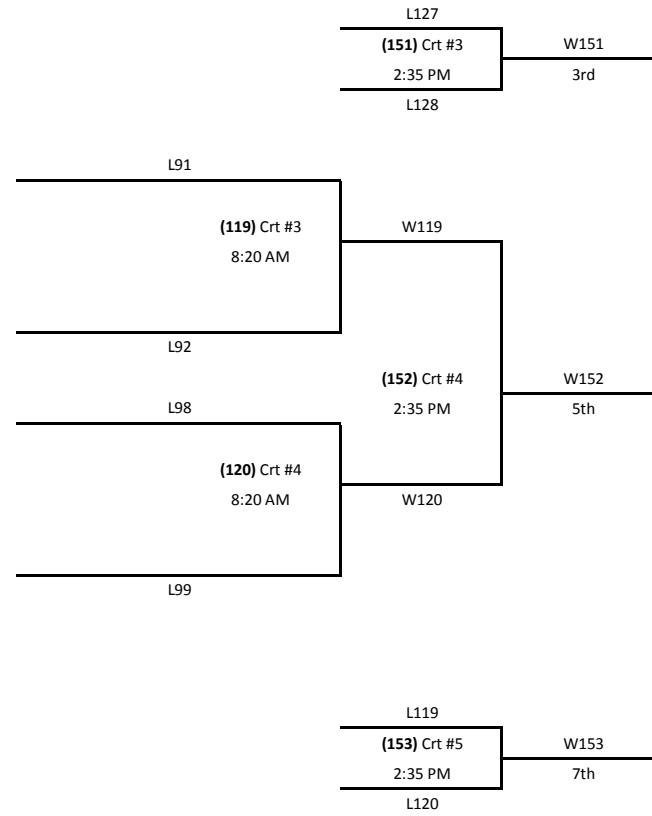 L127
(151) Crt #3
W151
2:35 PM
3rd
L128
L91
(119) Crt #3
W119
8:20 AM
L92
(152) Crt #4
W152
L98
2:35 PM
5th
(120) Crt #4
8:20 AM
W120
L99
L119
(153) Crt #5
W153
2:35 PM
7th
L120